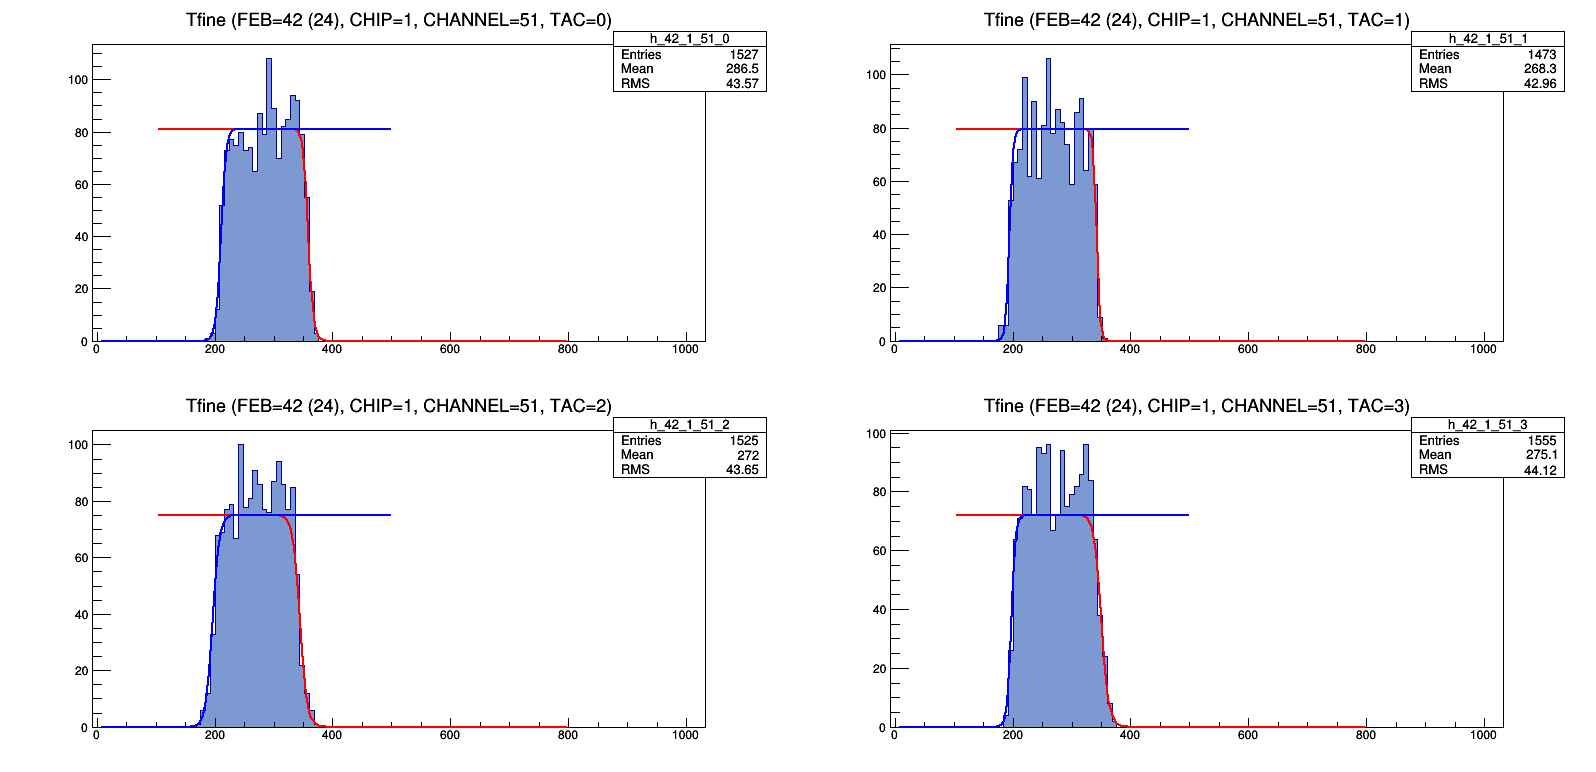 Tfine (FEB=42 (24), CHIP=1, CHANNEL=51, TAC=0)
h_42_1_51_0
Entries 1527
Mean 286.5
RMS 43.57
100
80
60
40
20
0
0 200 400 600 800 1000
Tfine (FEB=42 (24), CHIP=1, CHANNEL=51, TAC=1)
h_42_1_51_1
Entries 1473
Mean 268.3
RMS 42.96
100
80
60
40
20
0
0 200 400 600 800 1000
Tfine (FEB=42 (24), CHIP=1, CHANNEL=51, TAC=2)
h_42_1_51_2
Entries 1525
Mean 272
RMS 43.65
100
80
60
40
20
0
0 200 400 600 800 1000
Tfine (FEB=42 (24), CHIP=1, CHANNEL=51, TAC=3)
h_42_1_51_3
Entries 1555
Mean 275.1
RMS 44.12
100
80
60
40
20
0
0 200 400 600 800 1000